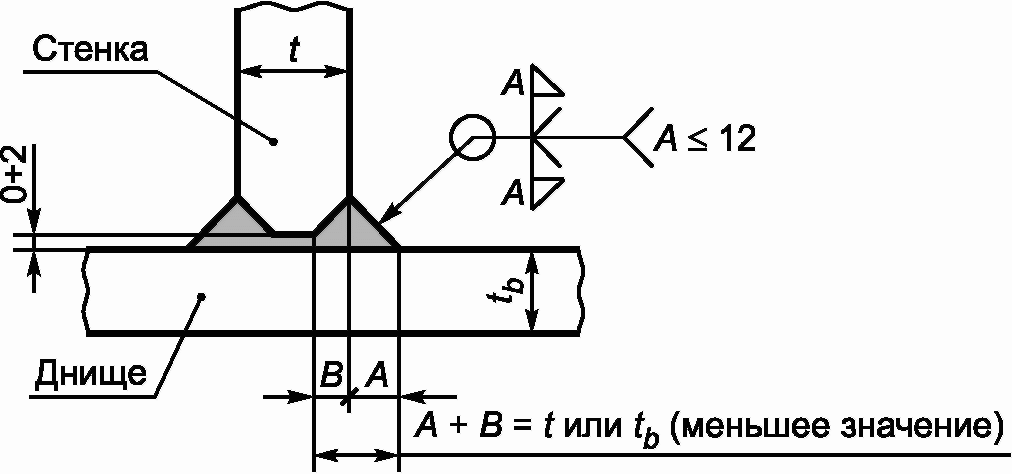 Стенка
t
A
A ≤ 12
A
0+2
t_b
Днище
B
A
A + B = t или t_b (меньшее значение)